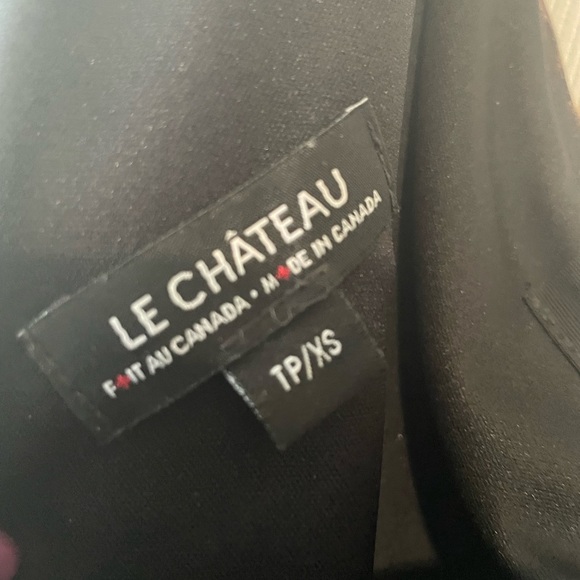 LE CHÂTEAU
FAIT AU CANADA • MADE IN CANADA
TP/XS